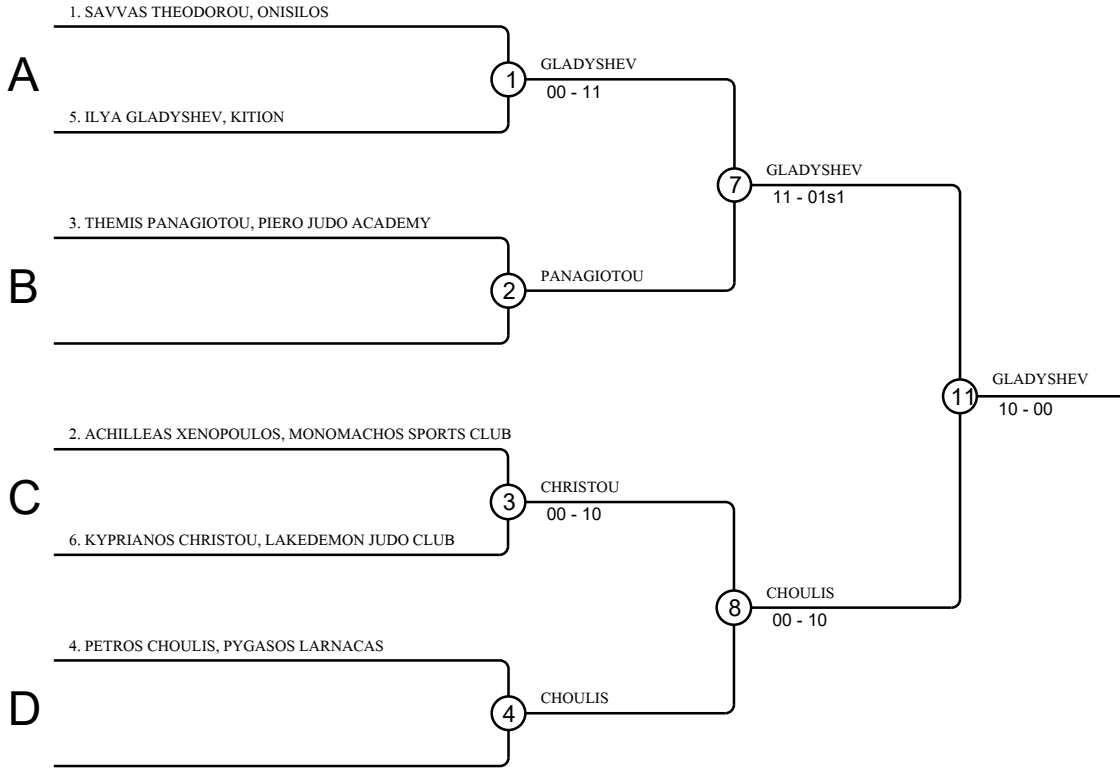 1. SAVVAS THEODOROU, ONISILOS
A
1
GLADYSHEV
00 - 11
5. ILYA GLADYSHEV, KITION
7
GLADYSHEV
11 - 01s1
3. THEMIS PANAGIOTOU, PIERO JUDO ACADEMY
B
2
PANAGIOTOU
11
GLADYSHEV
10 - 00
2. ACHILLEAS XENOPOULOS, MONOMACHOS SPORTS CLUB
C
3
CHRISTOU
00 - 10
6. KYPRIANOS CHRISTOU, LAKEDEMON JUDO CLUB
8
CHOULIS
00 - 10
4. PETROS CHOULIS, PYGASOS LARNACAS
D
4
CHOULIS